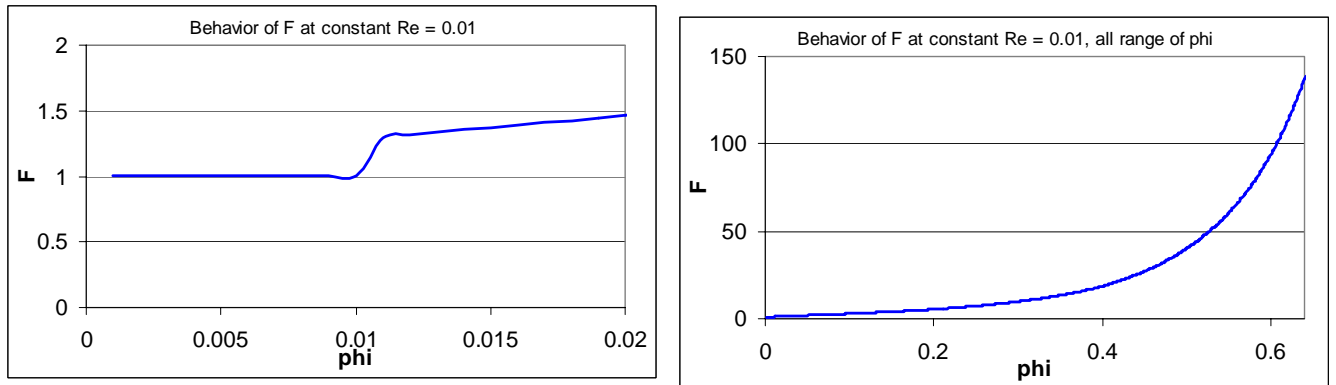 Behavior of F at constant Re = 0.01
2
1.5
1
0.5
0
F
0 0.005 0.01 0.015 0.02
phi
Behavior of F at constant Re = 0.01, all range of phi
150
100
50
0
F
0 0.2 0.4 0.6
phi